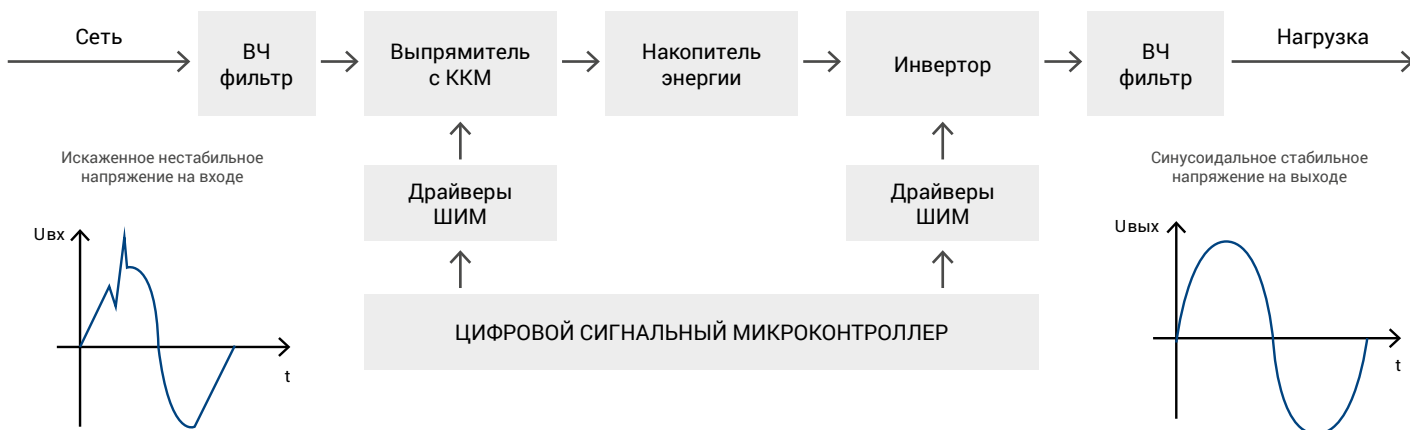 Сеть
ВЧ
фильтр
Выпрямитель
с ККМ
Накопитель
энергии
Инвертор
ВЧ
фильтр
Нагрузка
Искаженное нестабильное
напряжение на входе
Драйверы
ШИМ
Драйверы
ШИМ
Синусоидальное стабильное
напряжение на выходе
Uвх
t
ЦИФРОВОЙ СИГНАЛЬНЫЙ МИКРОКОНТРОЛЛЕР
Uвых
t